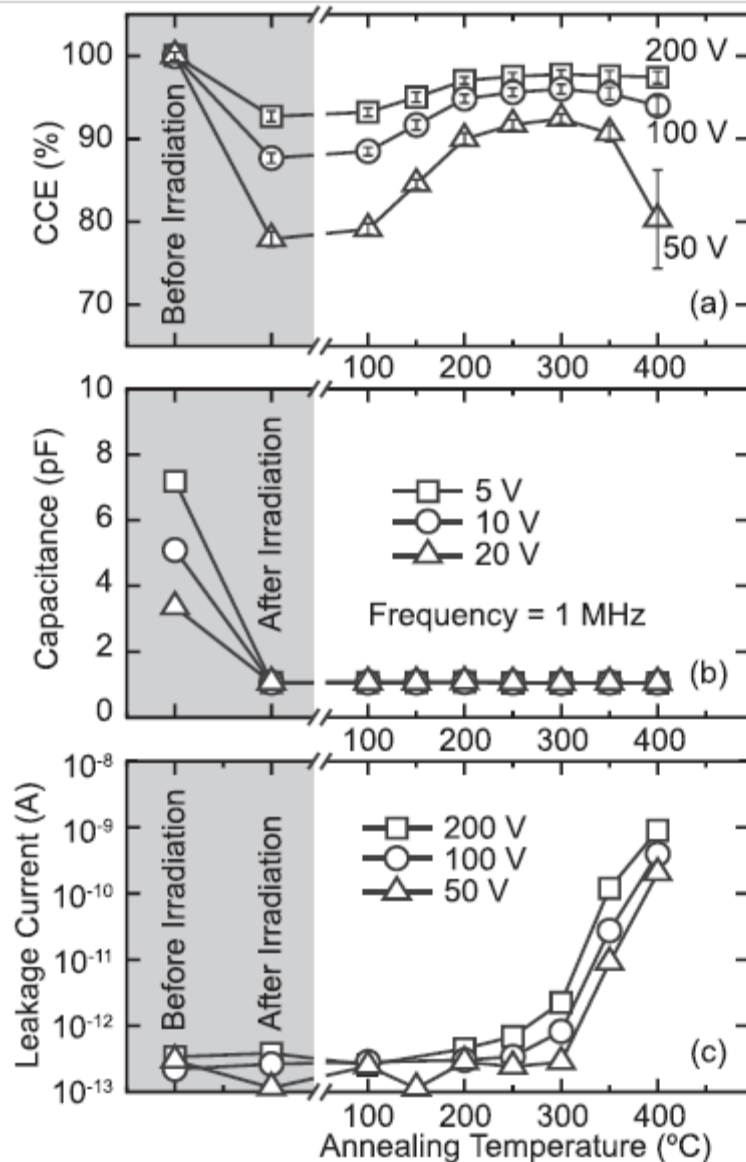 100
90
80
70
CCE (%)
Before Irradiation
200 V
100 V
50 V
(a)
100 200 300 400
10
8
6
4
2
0
Capacitance (pF)
After Irradiation
5 V
10 V
20 V
Frequency = 1 MHz
(b)
100 200 300 400
10⁻⁸
10⁻⁹
10⁻¹⁰
10⁻¹¹
10⁻¹²
10⁻¹³
Leakage Current (A)
Before Irradiation
After Irradiation
200 V
100 V
50 V
(c)
100 200 300 400
Annealing Temperature (ºC)